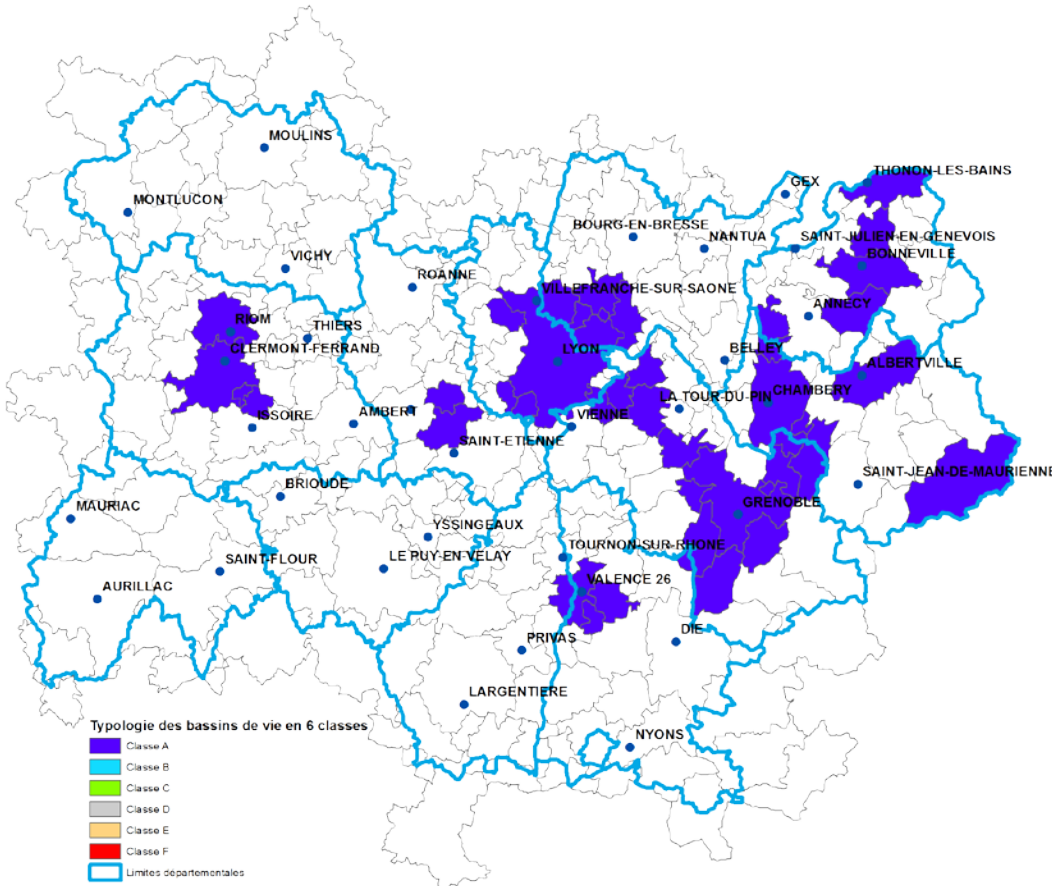 MOULINS
THONON-LES-BAINS
GEX
MONTLUCON
BOURG-EN-BRESSE
NANTUA
SAINT-JULIEN-EN-GENEVOIS
BONNEVILLE
VICHY
ROANNE
VILLEFRANCHE-SUR-SAONE
ANNECY
RIOM
THIERS
CLERMONT-FERRAND
LYON
BELLEY
ALBERTVILLE
CHAMBERY
LA TOUR-DU-PIN
ISSOIRE
AMBERT
VIENNE
SAINT-ETIENNE
SAINT-JEAN-DE-MAURIENNE
BRIOUDE
GRENOBLE
MAURIAC
YSSINGEAUX
LE PUY-EN-VELAY
TOURNON-SUR-RHONE
SAINT-FLOUR
VALENCE 26
AURILLAC
DIE
PRIVAS
LARGENTIERE
NYONS
Typologie des bassins de vie en 6 classes
Classe A
Classe B
Classe C
Classe D
Classe E
Classe F
Limites départementales